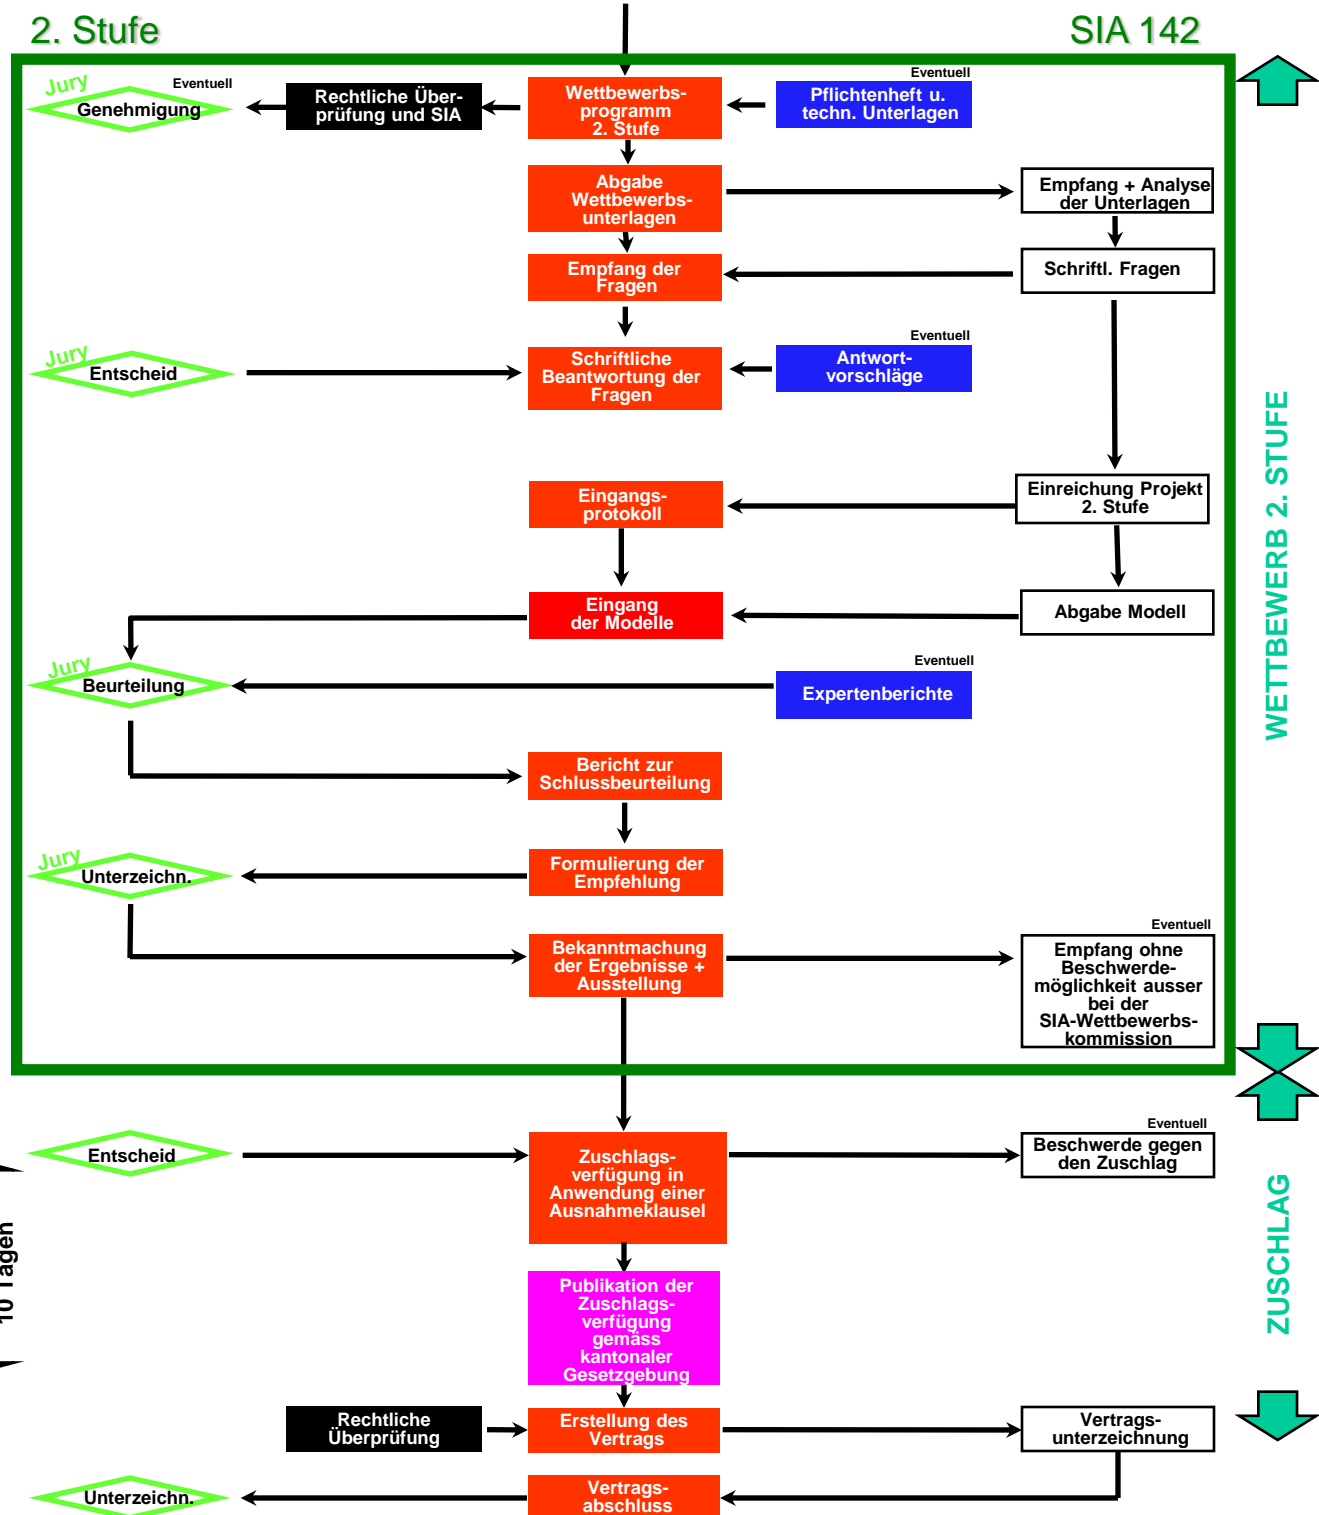 2. Stufe
SIA 142
Jury
Genehmigung
Eventuell
Rechtliche Über-
prüfung und SIA
Wettbewerbs-
programm
2. Stufe
Eventuell
Pflichtenheft u.
techn. Unterlagen
Abgabe
Wettbewerbs-
unterlagen
Empfang + Analyse
der Unterlagen
Empfang der
Fragen
Schriftl. Fragen
Jury
Entscheid
Schriftliche
Beantwortung der
Fragen
Eventuell
Antwort-
vorschläge
Eingangs-
protokoll
Einreichung Projekt
2. Stufe
Eingang
der Modelle
Abgabe Modell
Jury
Beurteilung
Eventuell
Expertenberichte
Bericht zur
Schlussbeurteilung
Jury
Unterzeichn.
Formulierung der
Empfehlung
Bekanntmachung
der Ergebnisse +
Ausstellung
Eventuell
Empfang ohne
Beschwerde-
möglichkeit ausser
bei der
SIA-Wettbewerbs-
kommission
WETTBEWERB 2. STUFE
Entscheid
Zuschlags-
verfügung in
Anwendung einer
Ausnahmeklausel
Eventuell
Beschwerde gegen
den Zuschlag
10 Tagen
Publikation der
Zuschlags-
verfügung
gemäss
kantonaler
Gesetzgebung
ZUSCHLAG
Rechtliche
Überprüfung
Erstellung des
Vertrags
Vertrags-
unterzeichnung
Unterzeichn.
Vertrags-
abschluss